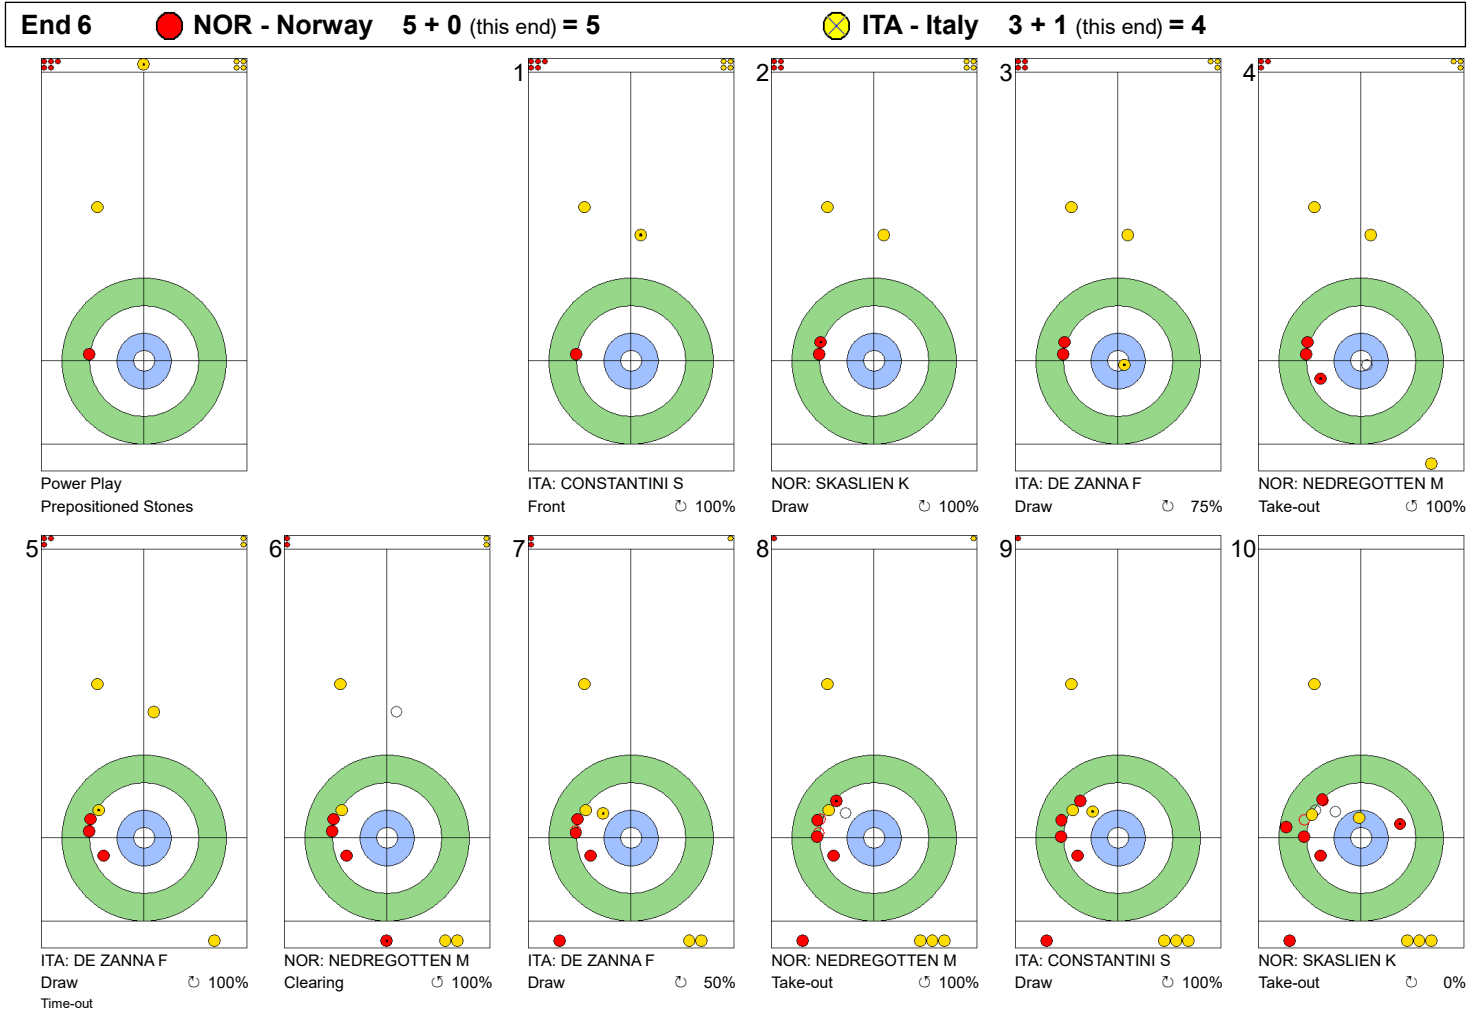 End 6 NOR - Norway 5 + 0 (this end) = 5 ITA - Italy 3 + 1 (this end) = 4
1 2 3 4
Power Play
Prepositioned Stones
ITA: CONSTANTINI S
Front ↻ 100%
NOR: SKASLIEN K
Draw ↻ 100%
ITA: DE ZANNA F
Draw ↻ 75%
NOR: NEDREGOTTEN M
Take-out ↻ 100%
5 6 7 8 9 10
ITA: DE ZANNA F
Draw ↻ 100%
Time-out
NOR: NEDREGOTTEN M
Clearing ↻ 100%
ITA: DE ZANNA F
Draw ↻ 50%
NOR: NEDREGOTTEN M
Take-out ↻ 100%
ITA: CONSTANTINI S
Draw ↻ 100%
NOR: SKASLIEN K
Take-out ↻ 0%